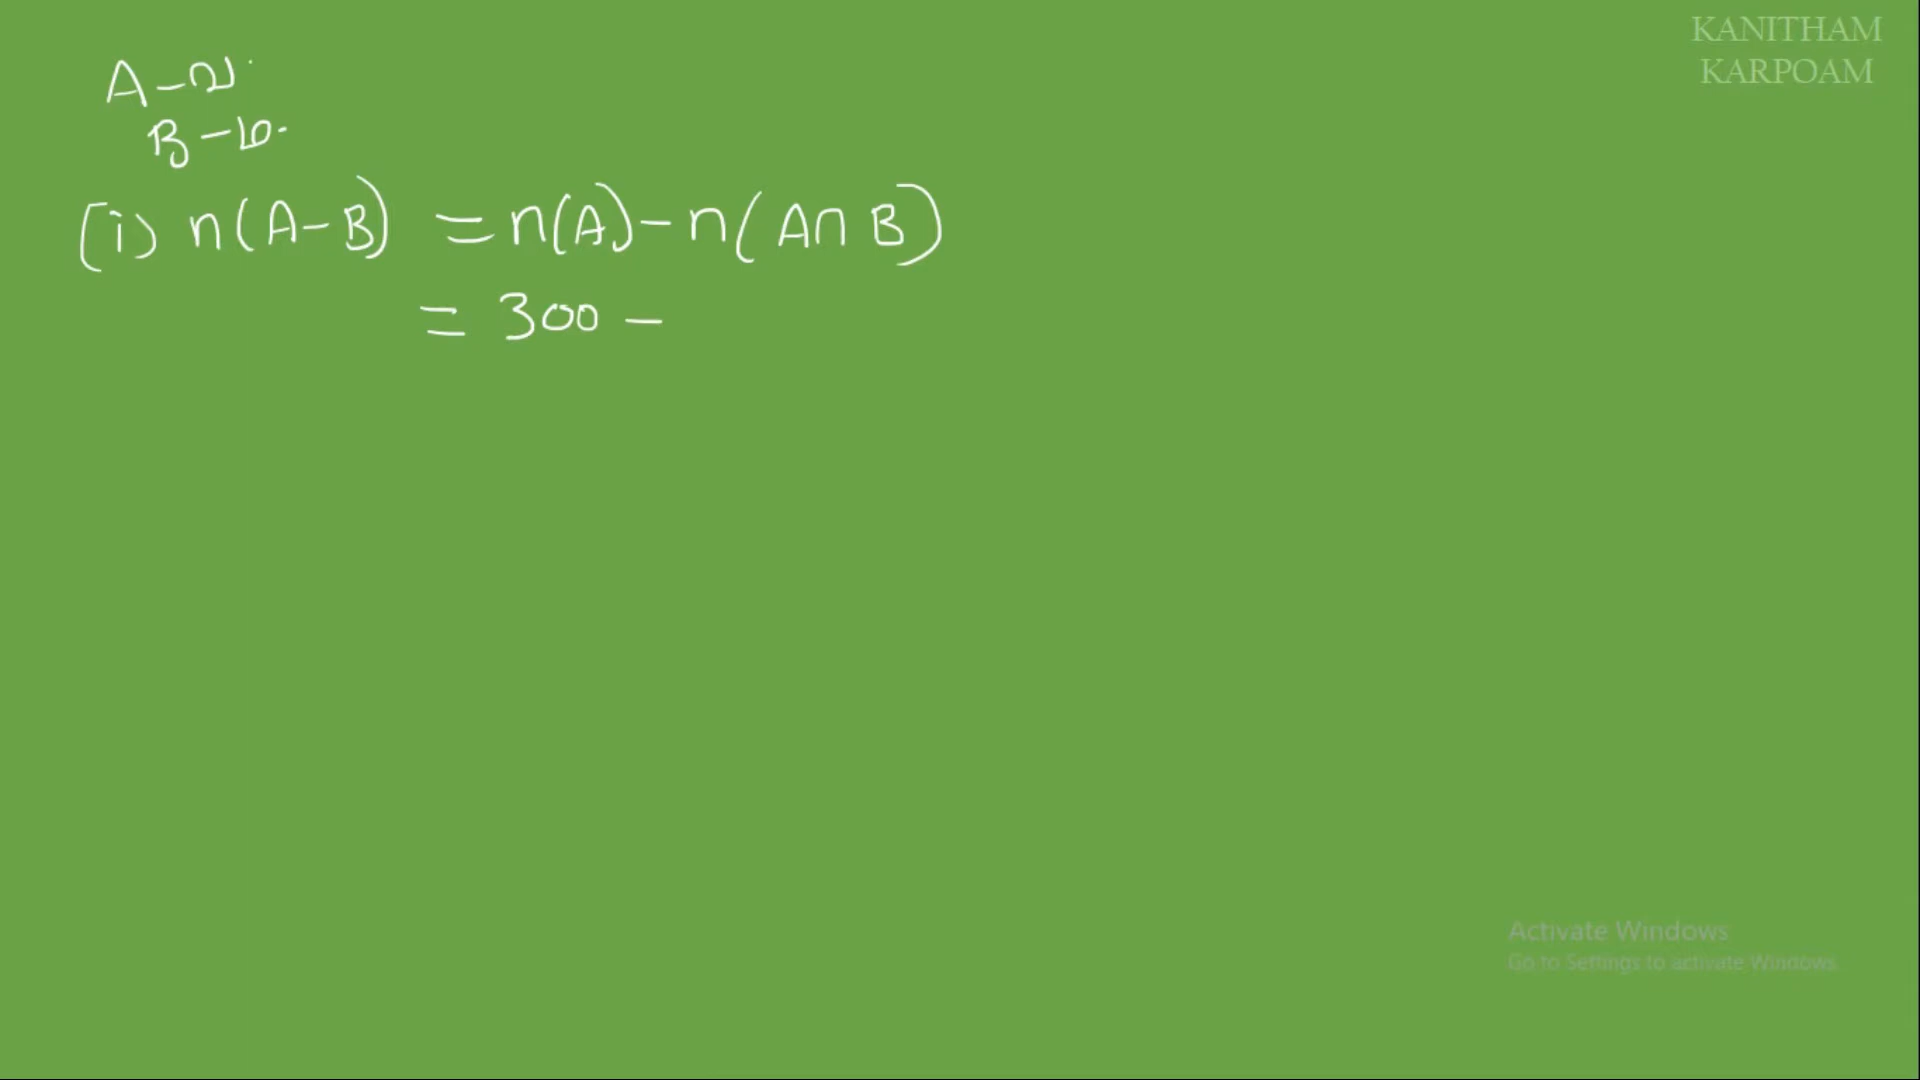 KANITHAM
KARPOAM
A - வ.
B - ம.
(i) n(A-B) = n(A) - n(A∩B)
= 300 -
Activate Windows
Go to Settings to activate Windows.